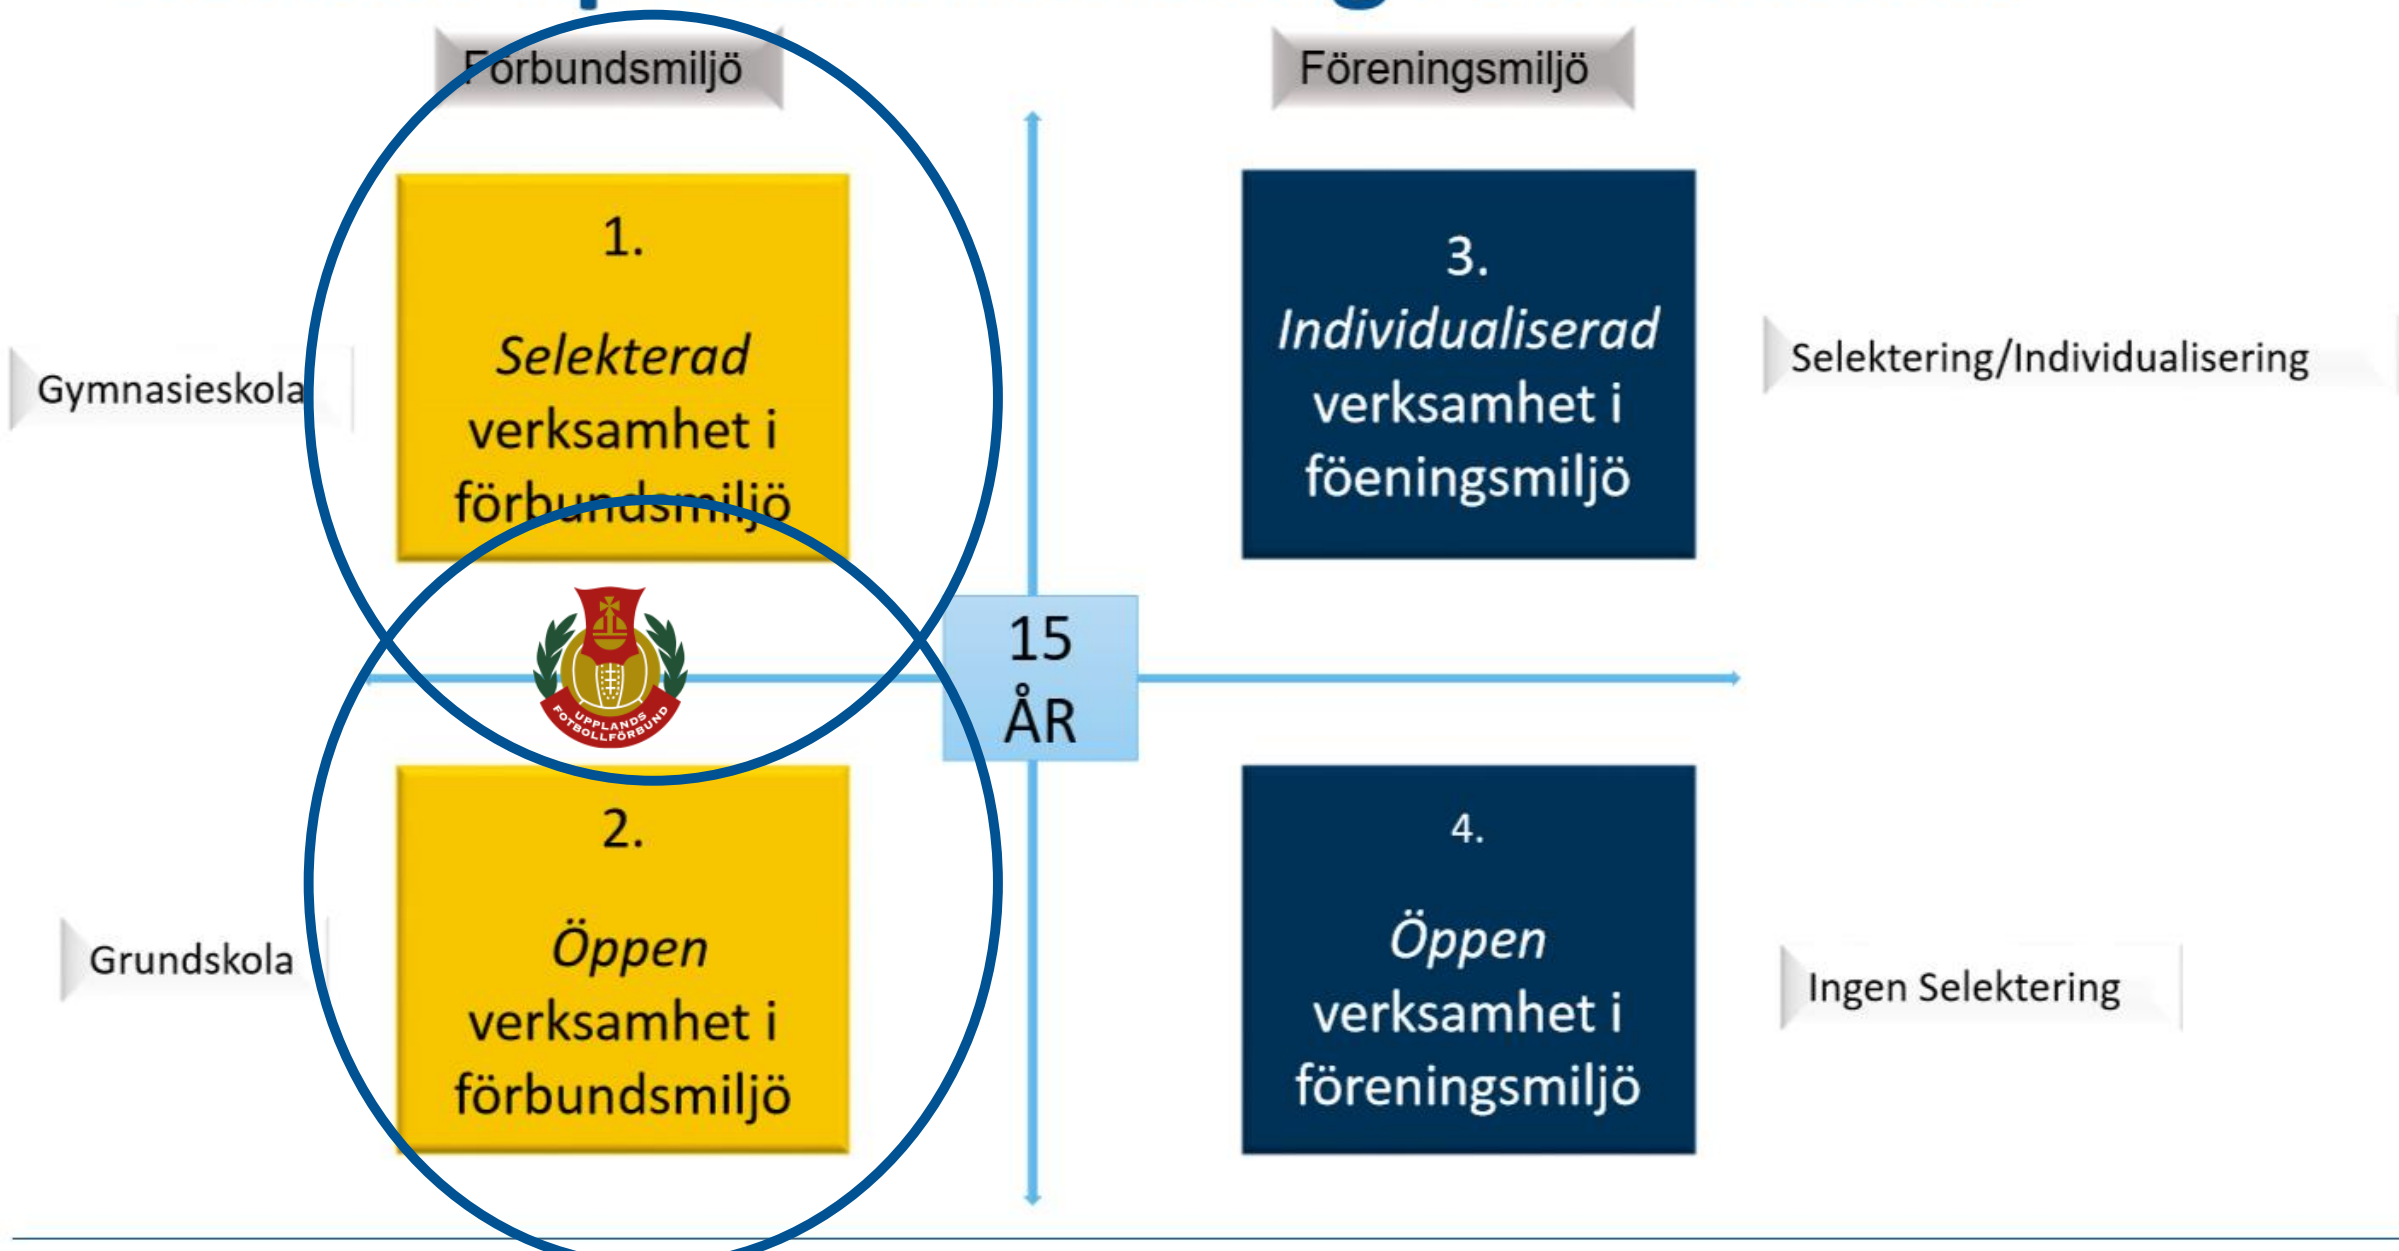 Förbundsmiljö
Föreningsmiljö
1.
Selekterad
verksamhet i
förbundsmiljö
3.
Individualiserad
verksamhet i
föeningsmiljö
Gymnasieskola
Selektering/Individualisering
UPPLANDS
FOTBOLLFÖRBUND
15
ÅR
2.
Öppen
verksamhet i
förbundsmiljö
4.
Öppen
verksamhet i
föreningsmiljö
Grundskola
Ingen Selektering